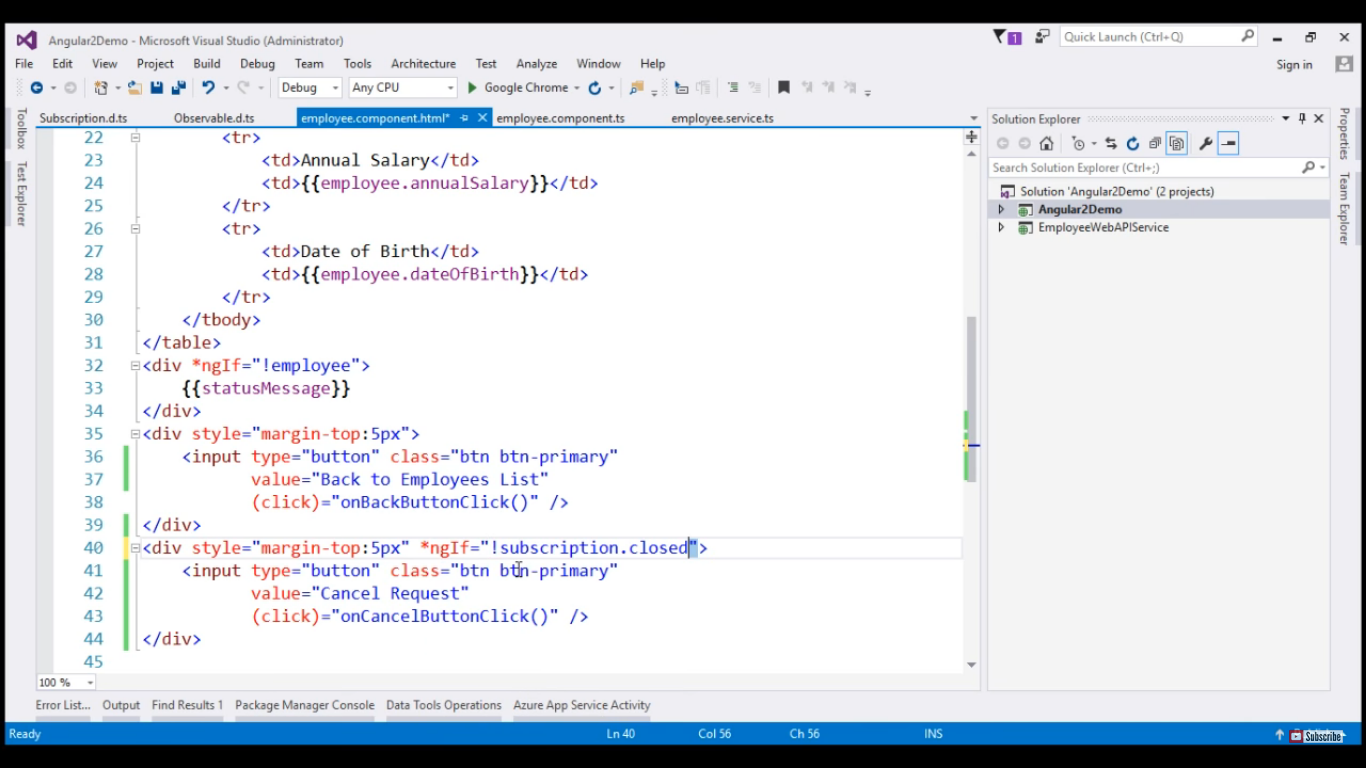 Angular2Demo - Microsoft Visual Studio (Administrator)
1
Quick Launch (Ctrl+Q)
File Edit View Project Build Debug Team Tools Architecture Test Analyze Window Help
Sign in
Debug Any CPU Google Chrome
Toolbox
Test Explorer
Subscription.d.ts Observable.d.ts employee.component.html* employee.component.ts employee.service.ts
22 <tr>
23 <td>Annual Salary</td>
24 <td>{{employee.annualSalary}}</td>
25 </tr>
26 <tr>
27 <td>Date of Birth</td>
28 <td>{{employee.dateOfBirth}}</td>
29 </tr>
30 </tbody>
31 </table>
32 <div *ngIf="!employee">
33 {{statusMessage}}
34 </div>
35 <div style="margin-top:5px">
36 <input type="button" class="btn btn-primary"
37 value="Back to Employees List"
38 (click)="onBackButtonClick()" />
39 </div>
40 <div style="margin-top:5px" *ngIf="!subscription.closed">
41 <input type="button" class="btn btn-primary"
42 value="Cancel Request"
43 (click)="onCancelButtonClick()" />
44 </div>
45
100 %
Solution Explorer
Search Solution Explorer (Ctrl+;)
Solution 'Angular2Demo' (2 projects)
Angular2Demo
EmployeeWebAPIService
Properties
Team Explorer
Error List... Output Find Results 1 Package Manager Console Data Tools Operations Azure App Service Activity
Ready Ln 40 Col 56 Ch 56 INS
Subscribe